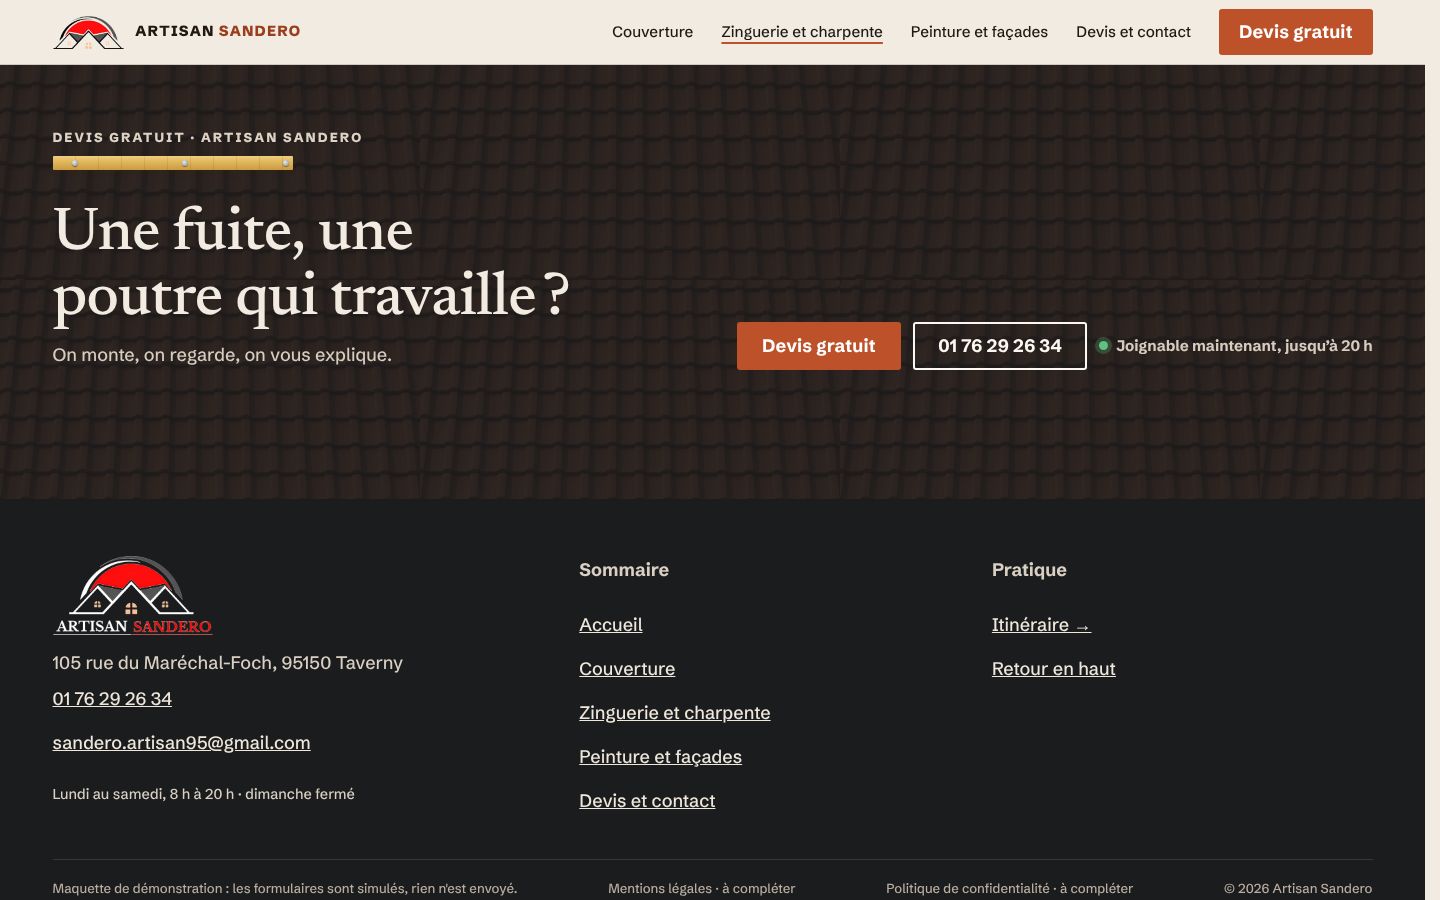 ARTISAN SANDERO
Couverture
Zinguerie et charpente
Peinture et façades
Devis et contact
Devis gratuit
DEVIS GRATUIT · ARTISAN SANDERO
Une fuite, une
poutre qui travaille ?
On monte, on regarde, on vous explique.
Devis gratuit
01 76 29 26 34
Joignable maintenant, jusqu'à 20 h
ARTISAN SANDERO
105 rue du Maréchal-Foch, 95150 Taverny
01 76 29 26 34
sandero.artisan95@gmail.com
Lundi au samedi, 8 h à 20 h · dimanche fermé
Sommaire
Accueil
Couverture
Zinguerie et charpente
Peinture et façades
Devis et contact
Pratique
Itinéraire →
Retour en haut
Maquette de démonstration : les formulaires sont simulés, rien n'est envoyé.
Mentions légales · à compléter
Politique de confidentialité · à compléter
© 2026 Artisan Sandero